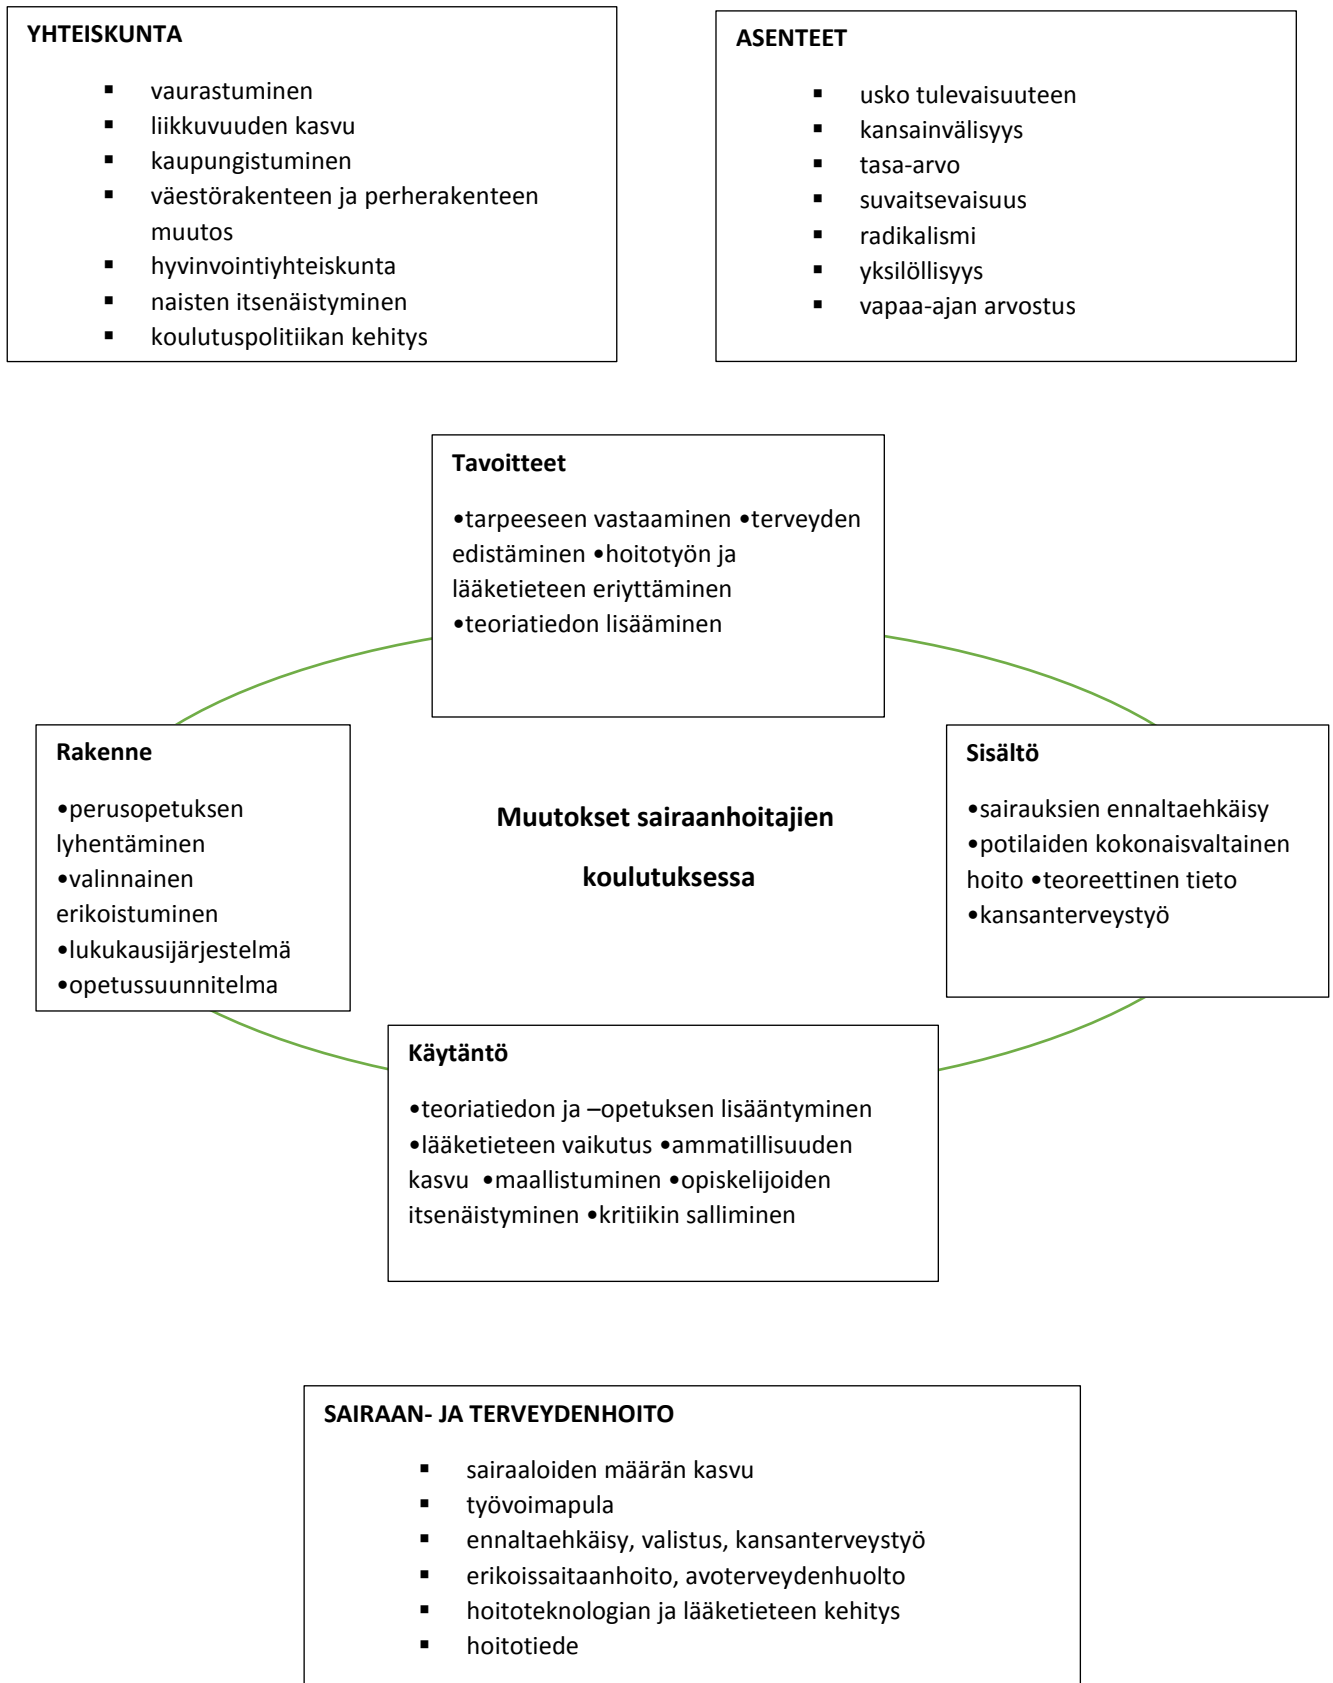 YHTEISKUNTA
▪ vaurastuminen
▪ liikkuvuuden kasvu
▪ kaupungistuminen
▪ väestörakenteen ja perherakenteen
muutos
▪ hyvinvointiyhteiskunta
▪ naisten itsenäistyminen
▪ koulutuspolitiikan kehitys
ASENTEET
▪ usko tulevaisuuteen
▪ kansainvälisyys
▪ tasa-arvo
▪ suvaitsevaisuus
▪ radikalismi
▪ yksilöllisyys
▪ vapaa-ajan arvostus
Tavoitteet
•tarpeeseen vastaaminen •terveyden
edistäminen •hoitotyön ja
lääketieteen eriyttäminen
•teoriatiedon lisääminen
Rakenne
•perusopetuksen
lyhentäminen
•valinnainen
erikoistuminen
•lukukausijärjestelmä
•opetussuunnitelma
Muutokset sairaanhoitajien
koulutuksessa
Sisältö
•sairauksien ennaltaehkäisy
•potilaiden kokonaisvaltainen
hoito •teoreettinen tieto
•kansanterveystyö
Käytäntö
•teoriatiedon ja –opetuksen lisääntyminen
•lääketieteen vaikutus •ammatillisuuden
kasvu •maallistuminen •opiskelijoiden
itsenäistyminen •kritiikin salliminen
SAIRAAN- JA TERVEYDENHOITO
▪ sairaaloiden määrän kasvu
▪ työvoimapula
▪ ennaltaehkäisy, valistus, kansanterveystyö
▪ erikoissaitaanhoito, avoterveydenhuolto
▪ hoitoteknologian ja lääketieteen kehitys
▪ hoitotiede